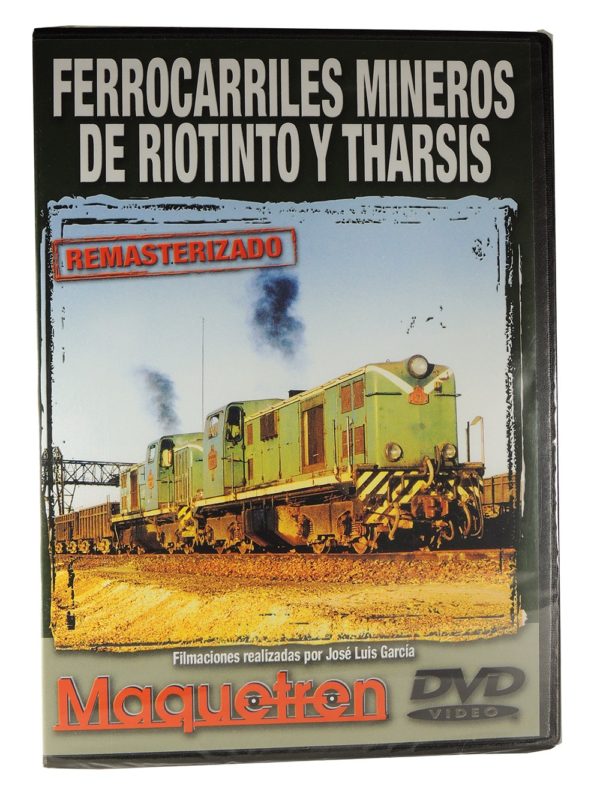 FERROCARRILES MINEROS
DE RIOTINTO Y THARSIS
REMASTERIZADO
Filmaciones realizadas por José Luis García
Maquetren
DVD
VIDEO